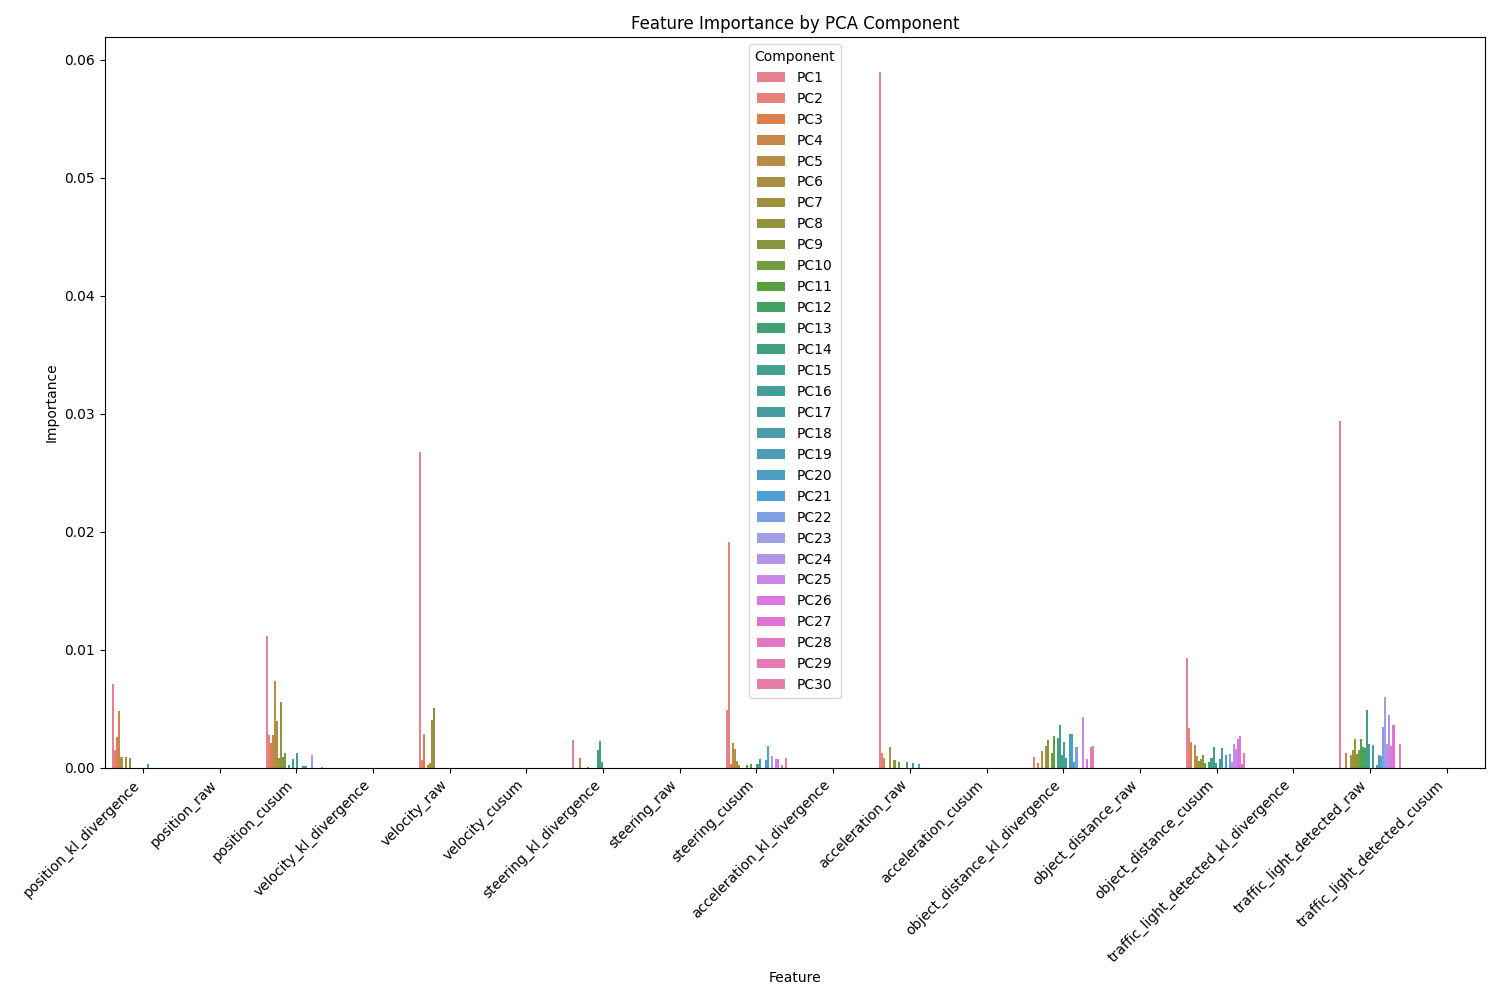 Feature Importance by PCA Component
Importance
0.06
0.05
0.04
0.03
0.02
0.01
0.00
Component
PC1
PC2
PC3
PC4
PC5
PC6
PC7
PC8
PC9
PC10
PC11
PC12
PC13
PC14
PC15
PC16
PC17
PC18
PC19
PC20
PC21
PC22
PC23
PC24
PC25
PC26
PC27
PC28
PC29
PC30
position_kl_divergence
position_raw
position_cusum
velocity_kl_divergence
velocity_raw
velocity_cusum
steering_kl_divergence
steering_raw
steering_cusum
acceleration_kl_divergence
acceleration_raw
acceleration_cusum
object_distance_kl_divergence
object_distance_raw
object_distance_cusum
traffic_light_detected_kl_divergence
traffic_light_detected_raw
traffic_light_detected_cusum
Feature